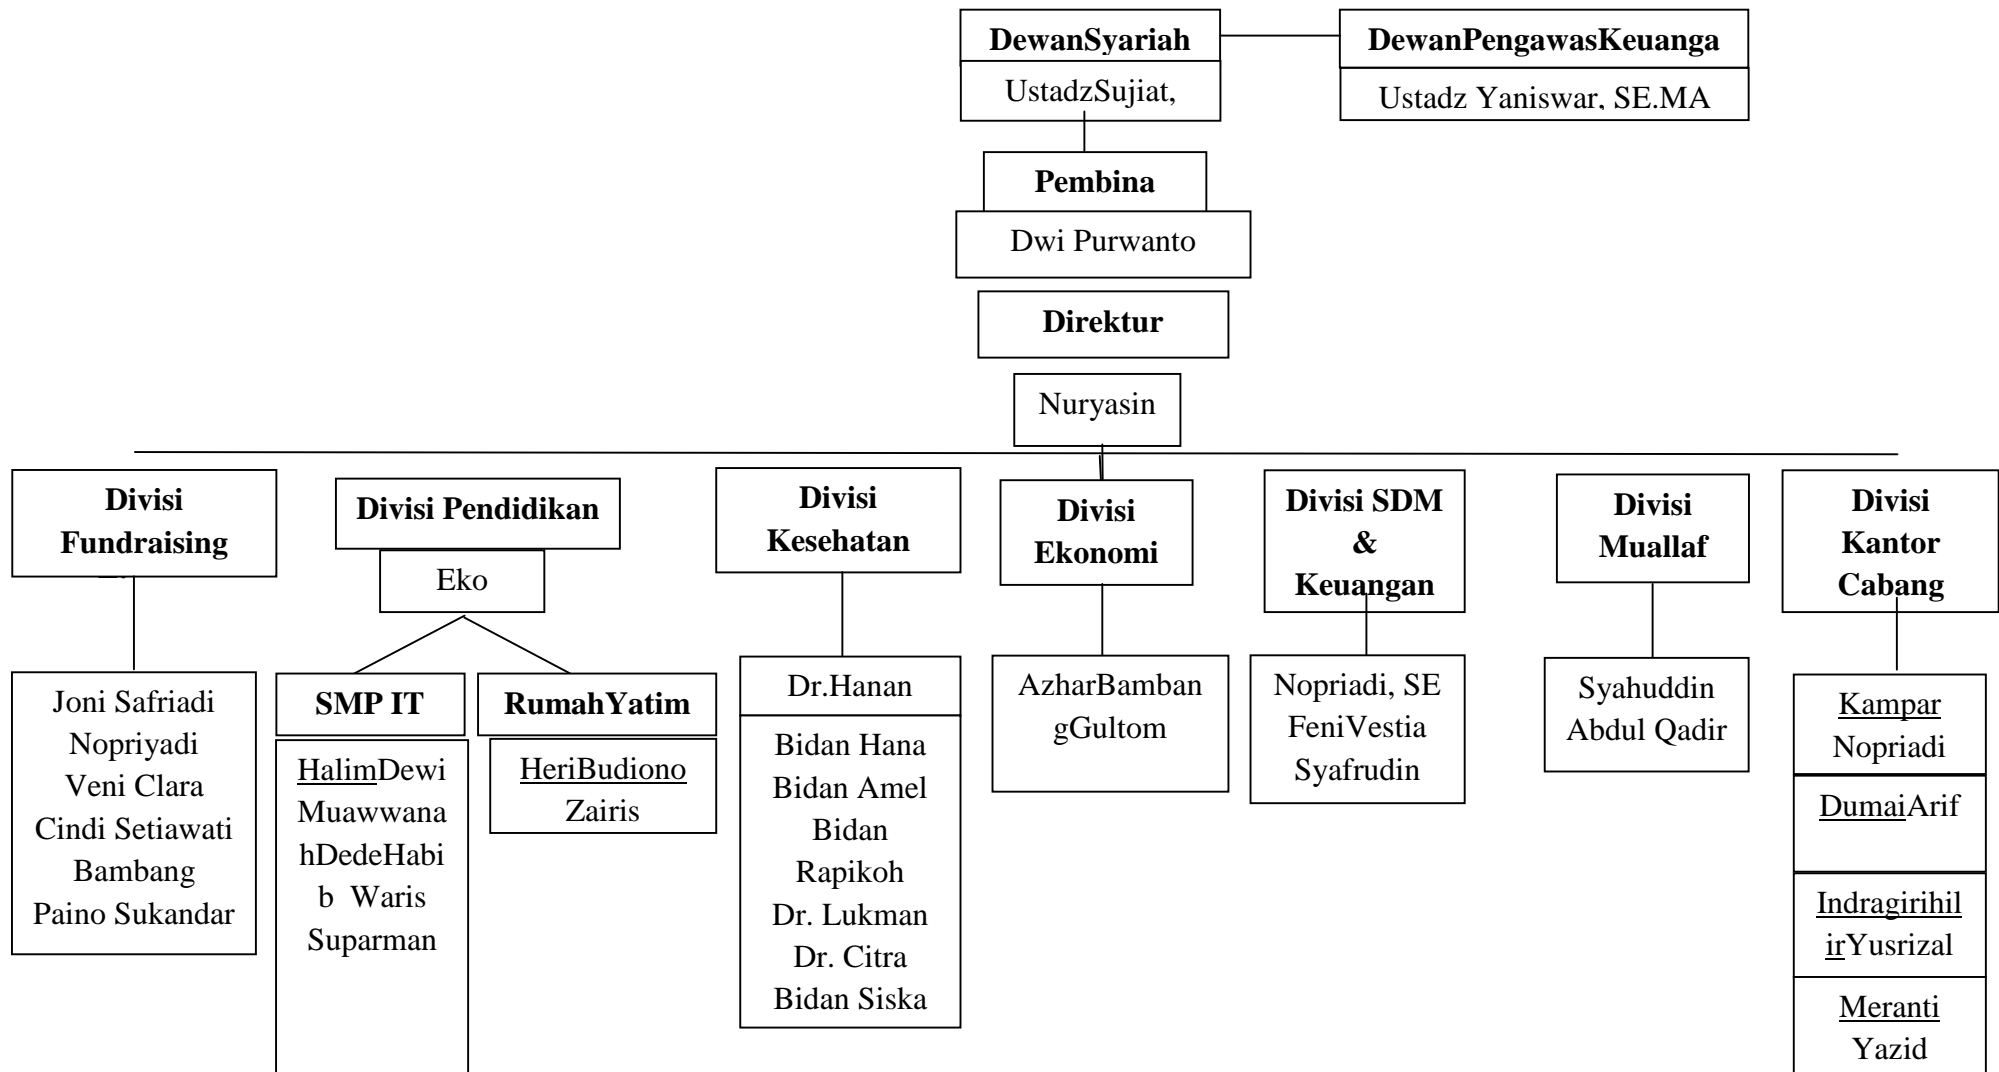 DewanSyariah
UstadzSujiat,
DewanPengawasKeuanga
Ustadz Yaniswar, SE.MA
Pembina
Dwi Purwanto
Direktur
Nuryasin
Divisi
Fundraising
Joni Safriadi
Nopriyadi
Veni Clara
Cindi Setiawati
Bambang
Paino Sukandar
Divisi Pendidikan
Eko
SMP IT
HalimDewi
Muawwana
hDedeHabi
b Waris
Suparman
RumahYatim
HeriBudiono
Zairis
Divisi
Kesehatan
Dr.Hanan
Bidan Hana
Bidan Amel
Bidan
Rapikoh
Dr. Lukman
Dr. Citra
Bidan Siska
Divisi
Ekonomi
AzharBamban
gGultom
Divisi SDM
&
Keuangan
Nopriadi, SE
FeniVestia
Syafrudin
Divisi
Muallaf
Syahuddin
Abdul Qadir
Divisi
Kantor
Cabang
Kampar
Nopriadi
DumaiArif
Indragirihil
irYusrizal
Meranti
Yazid